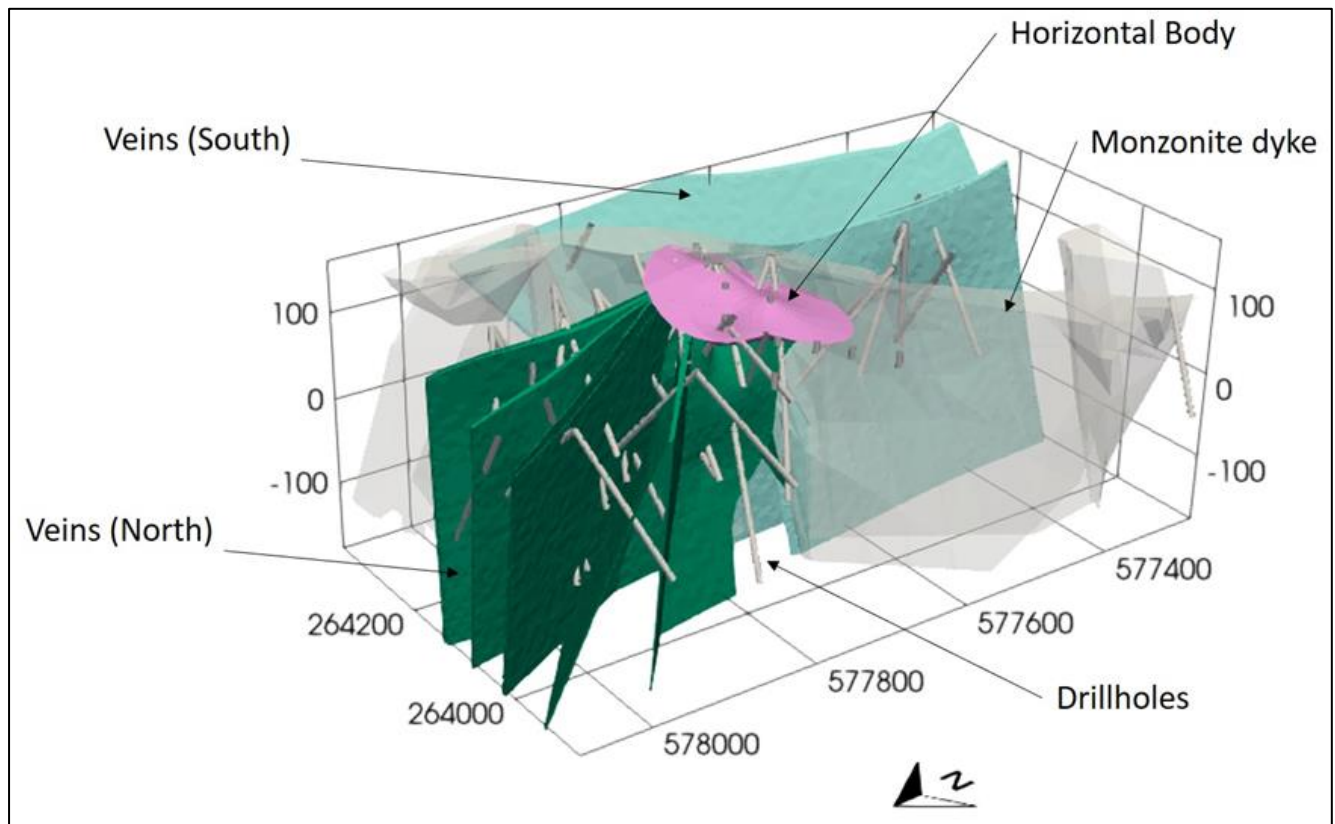 Horizontal Body
Veins (South)
Monzonite dyke
100
0
-100
100
0
-100
Veins (North)
264200
264000
578000
577800
577600
577400
Drillholes
N